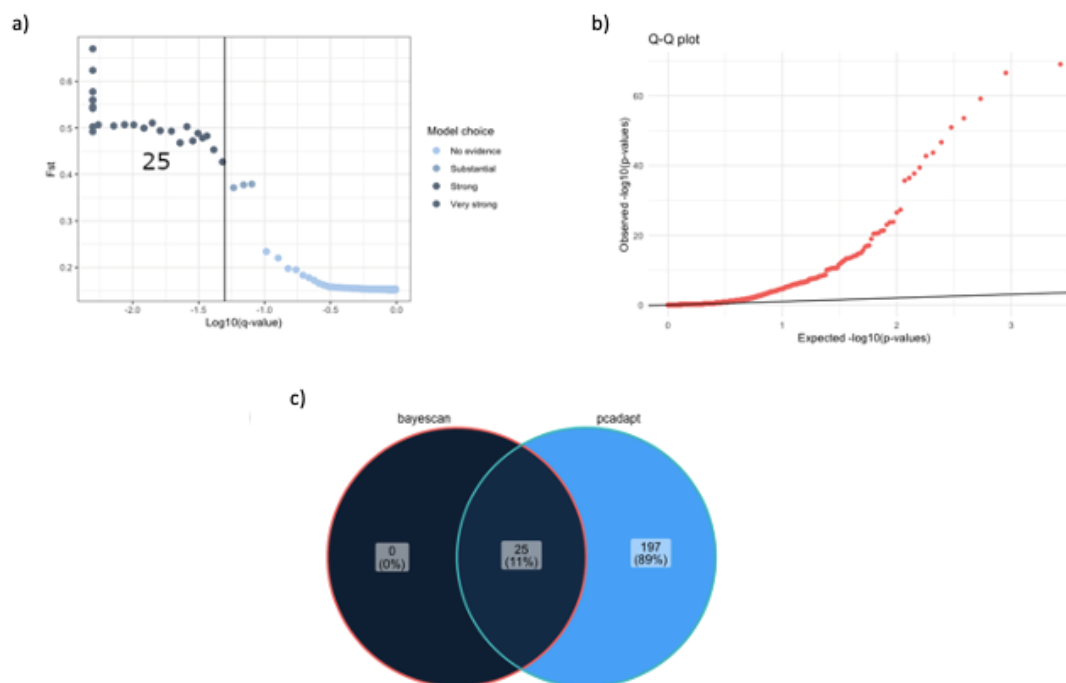 a)
Fst
0.6
0.5
0.4
0.3
0.2
25
-2.0 -1.5 -1.0 -0.5 0.0
Log10(q-value)
Model choice
No evidence
Substantial
Strong
Very strong
b)
Q-Q plot
Observed -log10(p-values)
60
40
20
0
0 1 2 3
Expected -log10(p-values)
c)
bayescan pcadapt
0
(0%)
25
(11%)
197
(89%)